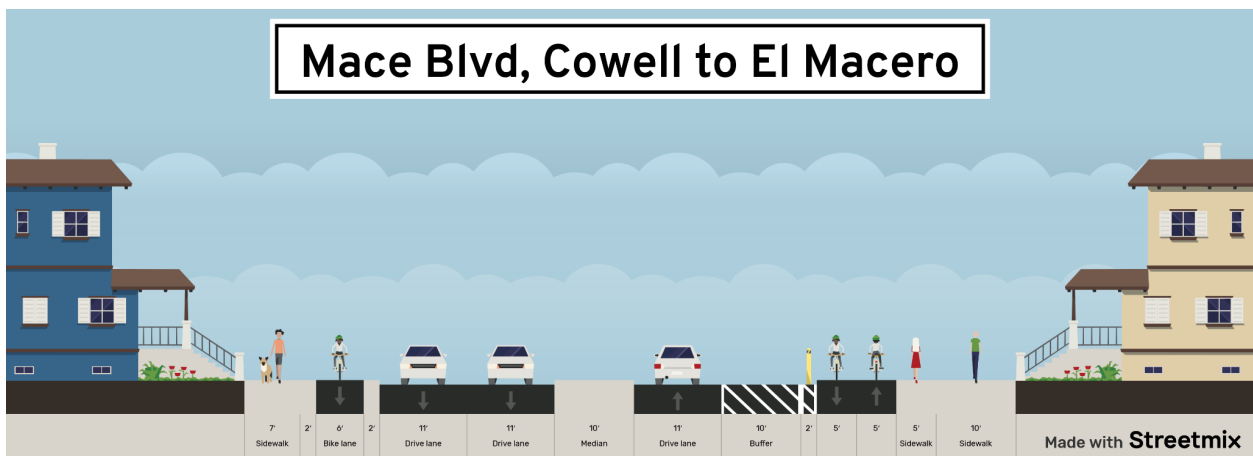 Mace Blvd, Cowell to El Macero
7' 2' 6' 2' 11' 11' 10' 11' 10' 2' 5' 5' 5' 10'
Sidewalk Bike lane Drive lane Drive lane Median Drive lane Buffer Sidewalk Sidewalk
Made with Streetmix